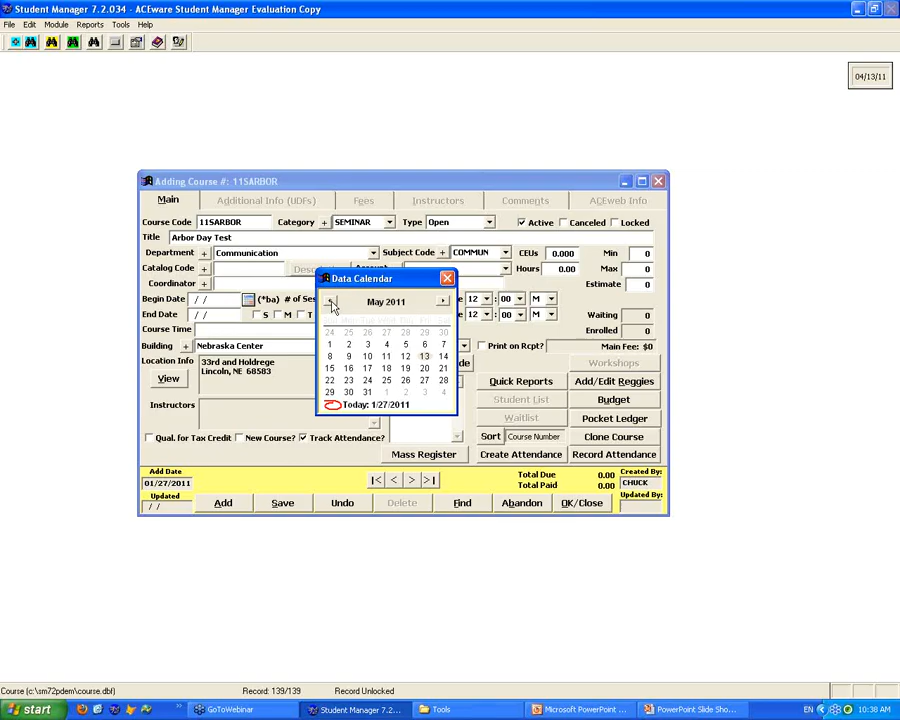 Student Manager 7.2.034 - ACEware Student Manager Evaluation Copy
File Edit Module Reports Tools Help
04/13/11
Adding Course #: 11SARBOR
Main Additional Info (UDFs) Fees Instructors Comments ACEweb Info
Course Code 11SARBOR Category + SEMINAR Type Open Active Canceled Locked
Title Arbor Day Test
Department + Communication Subject Code + COMMUN CEUs 0.000 Min 0
Catalog Code + Hours 0.00 Max 0
Coordinator + Estimate 0
Data Calendar
Begin Date / / (*ba) # of Ses 12 : 00 M
May 2011
End Date / / S M T 12 : 00 M Waiting 0
Course Time Enrolled 0
24 25 26 27 28 29 30
1 2 3 4 5 6 7
8 9 10 11 12 13 14
15 16 17 18 19 20 21
22 23 24 25 26 27 28
29 30 31 1 2 3 4
Today: 1/27/2011
Building + Nebraska Center Print on Rcpt? Main Fee: $0
Location Info 33rd and Holdrege
Lincoln, NE 68583
View
Workshops
Quick Reports Add/Edit Reggies
Student List Budget
Instructors
Waitlist Pocket Ledger
Sort Course Number Clone Course
Qual. for Tax Credit New Course? Track Attendance?
Mass Register Create Attendance Record Attendance
Add Date
01/27/2011
Updated
/ /
|< < > >|
Total Due 0.00
Total Paid 0.00
Created By:
CHUCK
Updated By:
Add Save Undo Delete Find Abandon OK/Close
Course (c:\sm72pdem\course.dbf) Record: 139/139 Record Unlocked
start GoToWebinar Student Manager 7.2... Tools Microsoft PowerPoint ... PowerPoint Slide Sho... EN 10:38 AM